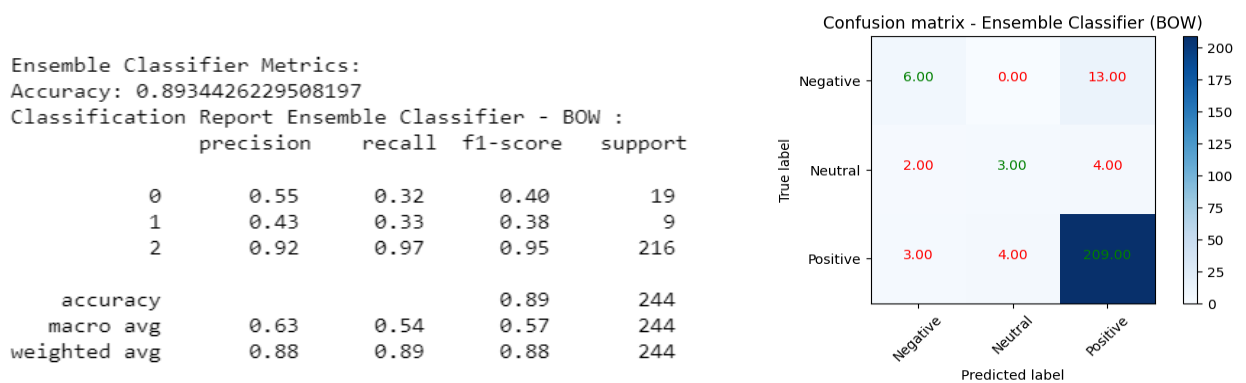 Ensemble Classifier Metrics:
Accuracy: 0.8934426229508197
Classification Report Ensemble Classifier - BOW :
precision recall f1-score support
0 0.55 0.32 0.40 19
1 0.43 0.33 0.38 9
2 0.92 0.97 0.95 216
accuracy 0.89 244
macro avg 0.63 0.54 0.57 244
weighted avg 0.88 0.89 0.88 244
Confusion matrix - Ensemble Classifier (BOW)
True label
Negative 6.00 0.00 13.00
Neutral 2.00 3.00 4.00
Positive 3.00 4.00 209.00
Negative Neutral Positive
Predicted label
200
175
150
125
100
75
50
25
0